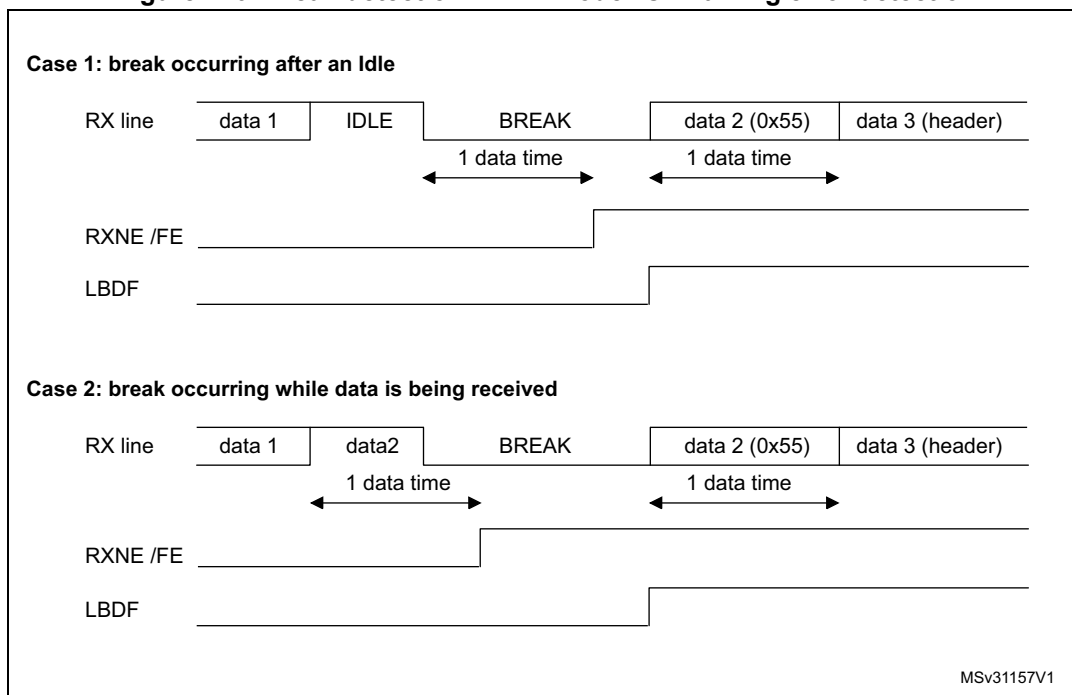 Case 1: break occurring after an Idle
RX line data 1 IDLE BREAK data 2 (0x55) data 3 (header)
1 data time 1 data time
RXNE /FE
LBDF
Case 2: break occurring while data is being received
RX line data 1 data2 BREAK data 2 (0x55) data 3 (header)
1 data time 1 data time
RXNE /FE
LBDF
MSv31157V1